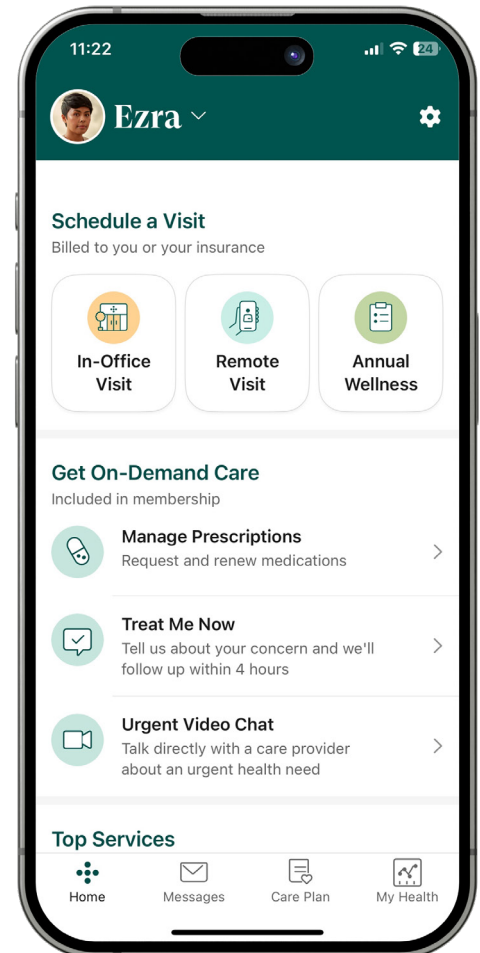 11:22
24
Ezra
Schedule a Visit
Billed to you or your insurance
In-Office
Visit
Remote
Visit
Annual
Wellness
Get On-Demand Care
Included in membership
Manage Prescriptions
Request and renew medications
Treat Me Now
Tell us about your concern and we'll
follow up within 4 hours
Urgent Video Chat
Talk directly with a care provider
about an urgent health need
Top Services
Home
Messages
Care Plan
My Health